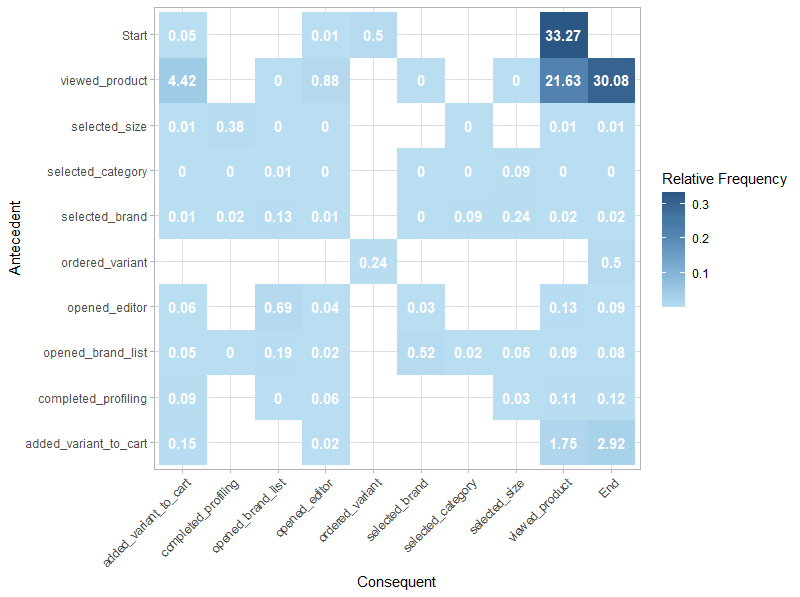 Start 0.05 0.01 0.5 33.27
viewed_product 4.42 0 0.88 0 0 21.63 30.08
selected_size 0.01 0.38 0 0 0 0.01 0.01
selected_category 0 0 0.01 0 0 0 0.09 0 0
selected_brand 0.01 0.02 0.13 0.01 0 0.09 0.24 0.02 0.02
ordered_variant 0.24 0.5
opened_editor 0.06 0.69 0.04 0.03 0.13 0.09
opened_brand_list 0.05 0 0.19 0.02 0.52 0.02 0.05 0.09 0.08
completed_profiling 0.09 0 0.06 0.03 0.11 0.12
added_variant_to_cart 0.15 0.02 1.75 2.92
Antecedent
added_variant_to_cart
completed_profiling
opened_brand_list
opened_editor
ordered_variant
selected_brand
selected_category
selected_size
viewed_product
End
Consequent
Relative Frequency
0.3
0.2
0.1